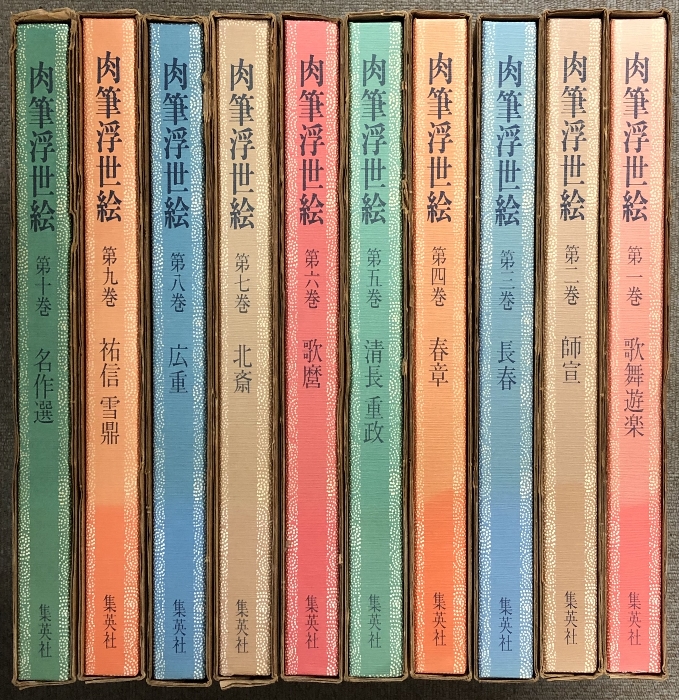 肉筆浮世絵 第一巻 歌舞遊楽 集英社
肉筆浮世絵 第二巻 師宣 集英社
肉筆浮世絵 第三巻 長春 集英社
肉筆浮世絵 第四巻 春章 集英社
肉筆浮世絵 第五巻 清長 重政 集英社
肉筆浮世絵 第六巻 歌麿 集英社
肉筆浮世絵 第七巻 北斎 集英社
肉筆浮世絵 第八巻 広重 集英社
肉筆浮世絵 第九巻 祐信 雪鼎 集英社
肉筆浮世絵 第十巻 名作選 集英社